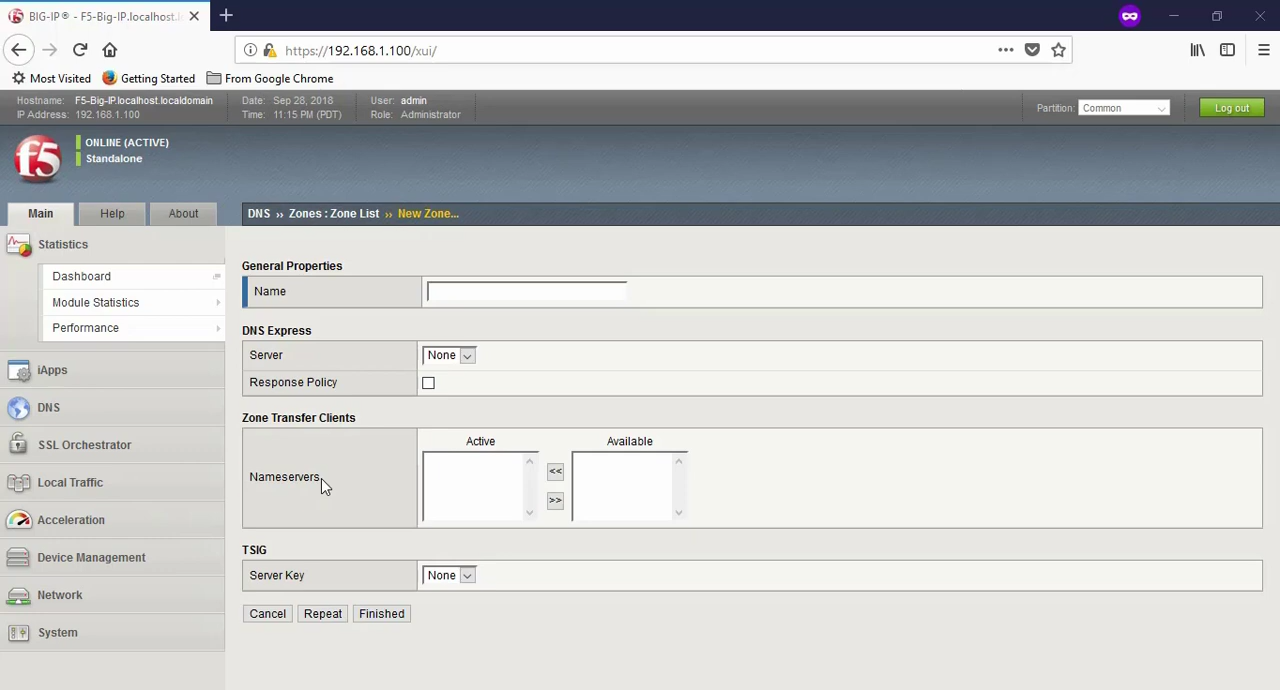 BIG-IP® - F5-Big-IP.localhost.l
https://192.168.1.100/xui/
Most Visited Getting Started From Google Chrome
Hostname: F5-Big-IP.localhost.localdomain Date: Sep 28, 2018 User: admin
IP Address: 192.168.1.100 Time: 11:15 PM (PDT) Role: Administrator
Partition: Common Log out
f5
ONLINE (ACTIVE)
Standalone
Main Help About
DNS ›› Zones : Zone List ›› New Zone...
Statistics
Dashboard
Module Statistics
Performance
iApps
DNS
SSL Orchestrator
Local Traffic
Acceleration
Device Management
Network
System
General Properties
Name
DNS Express
Server None
Response Policy
Zone Transfer Clients
Active Available
Nameservers
<<
>>
TSIG
Server Key None
Cancel Repeat Finished